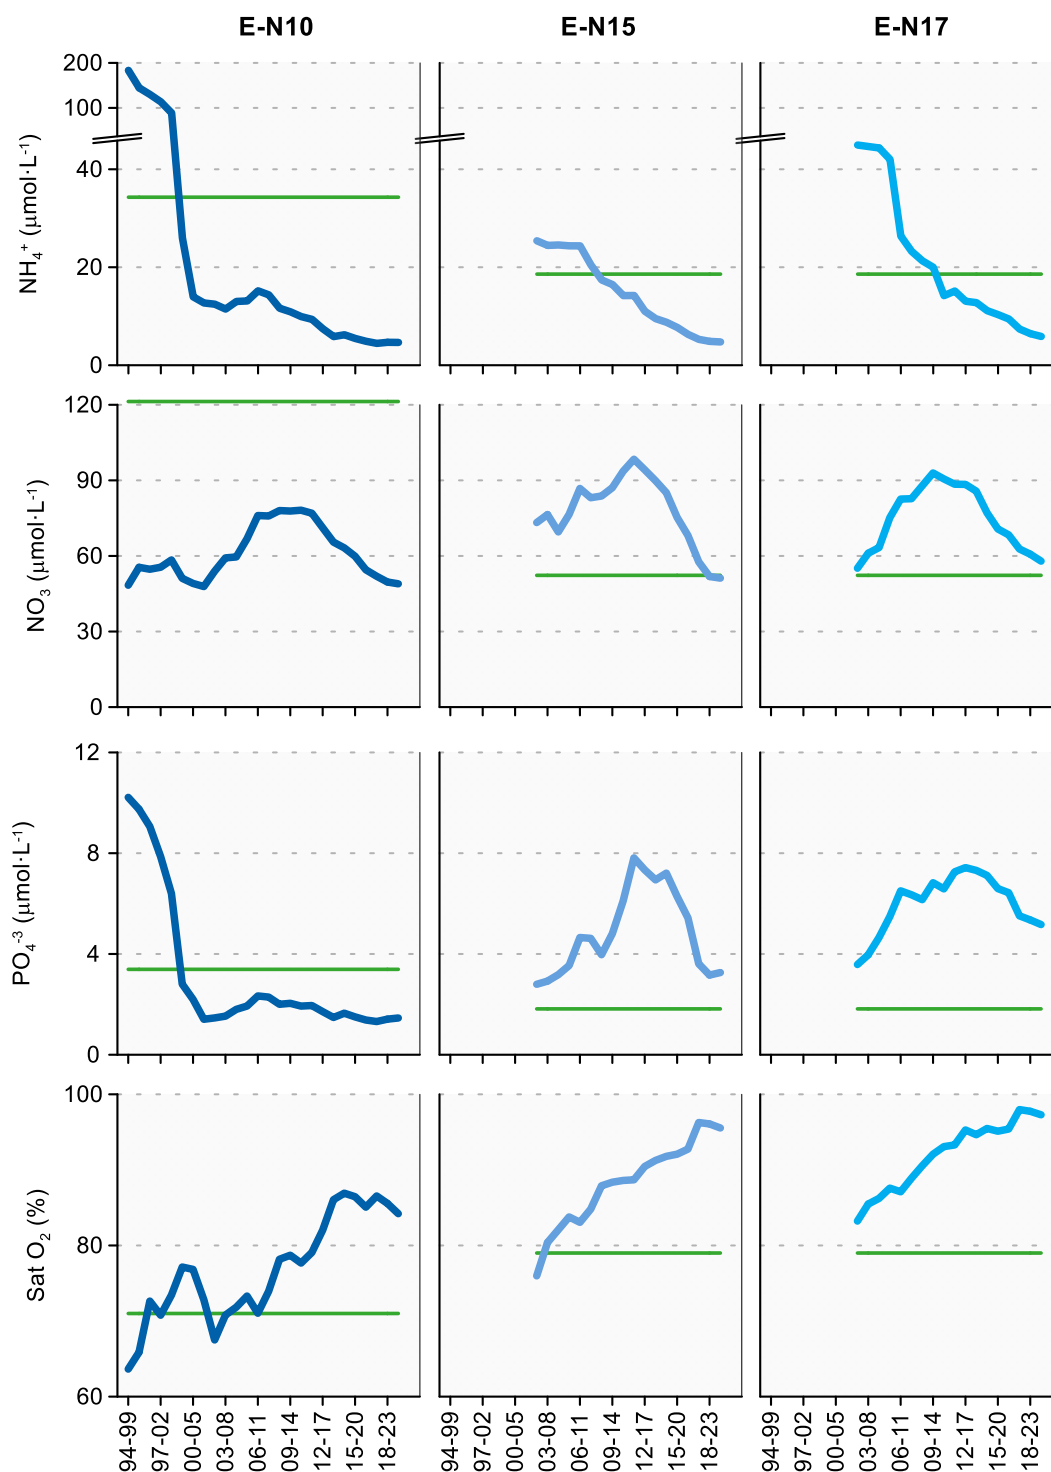 E-N10 E-N15 E-N17
NH₄⁺ (μmol·L⁻¹)
200
100
40
20
0
NO₃ (μmol·L⁻¹)
120
90
60
30
0
PO₄⁻³ (μmol·L⁻¹)
12
8
4
0
Sat O₂ (%)
100
80
60
94-99 97-02 00-05 03-08 06-11 09-14 12-17 15-20 18-23 94-99 97-02 00-05 03-08 06-11 09-14 12-17 15-20 18-23 94-99 97-02 00-05 03-08 06-11 09-14 12-17 15-20 18-23